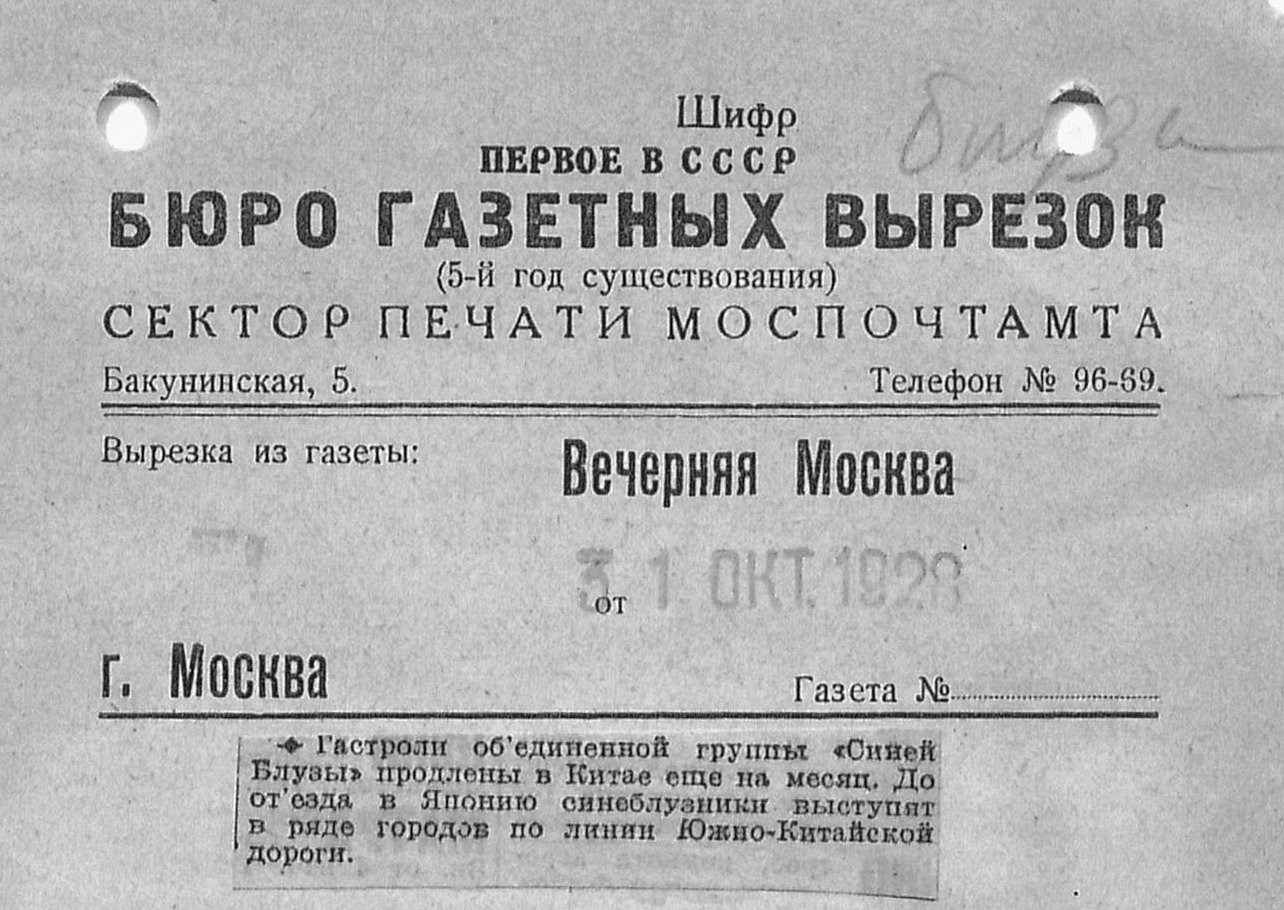 Шифр
ПЕРВОЕ В СССР
БЮРО ГАЗЕТНЫХ ВЫРЕЗОК
(5-й год существования)
СЕКТОР ПЕЧАТИ МОСПОЧТАМТА
Бакунинская, 5. Телефон № 96-69.
Вырезка из газеты: Вечерняя Москва
от 31 ОКТ. 1928
г. Москва Газета №
Гастроли об'единенной группы «Синей
Блузы» продлены в Китае еще на месяц. До
от'езда в Японию синеблузники выступят
в ряде городов по линии Южно-Китайской
дороги.